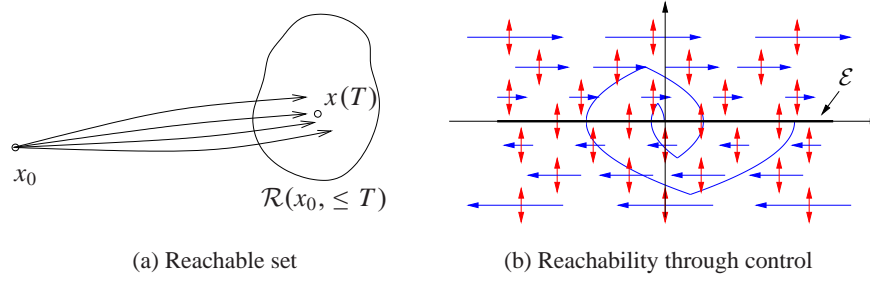 x(T)
x₀
ℛ(x₀, ≤ T)
ℰ
(a) Reachable set
(b) Reachability through control